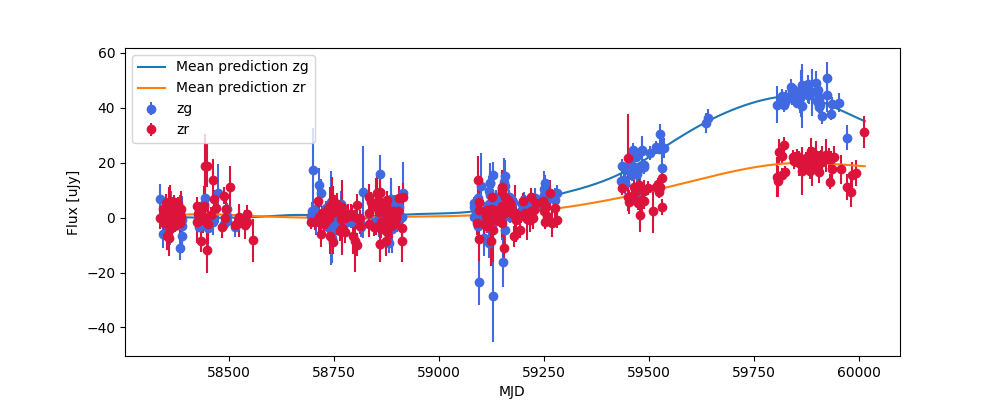 60
40
20
0
−20
−40
Flux [uJy]
Mean prediction zg
Mean prediction zr
zg
zr
58500 58750 59000 59250 59500 59750 60000
MJD